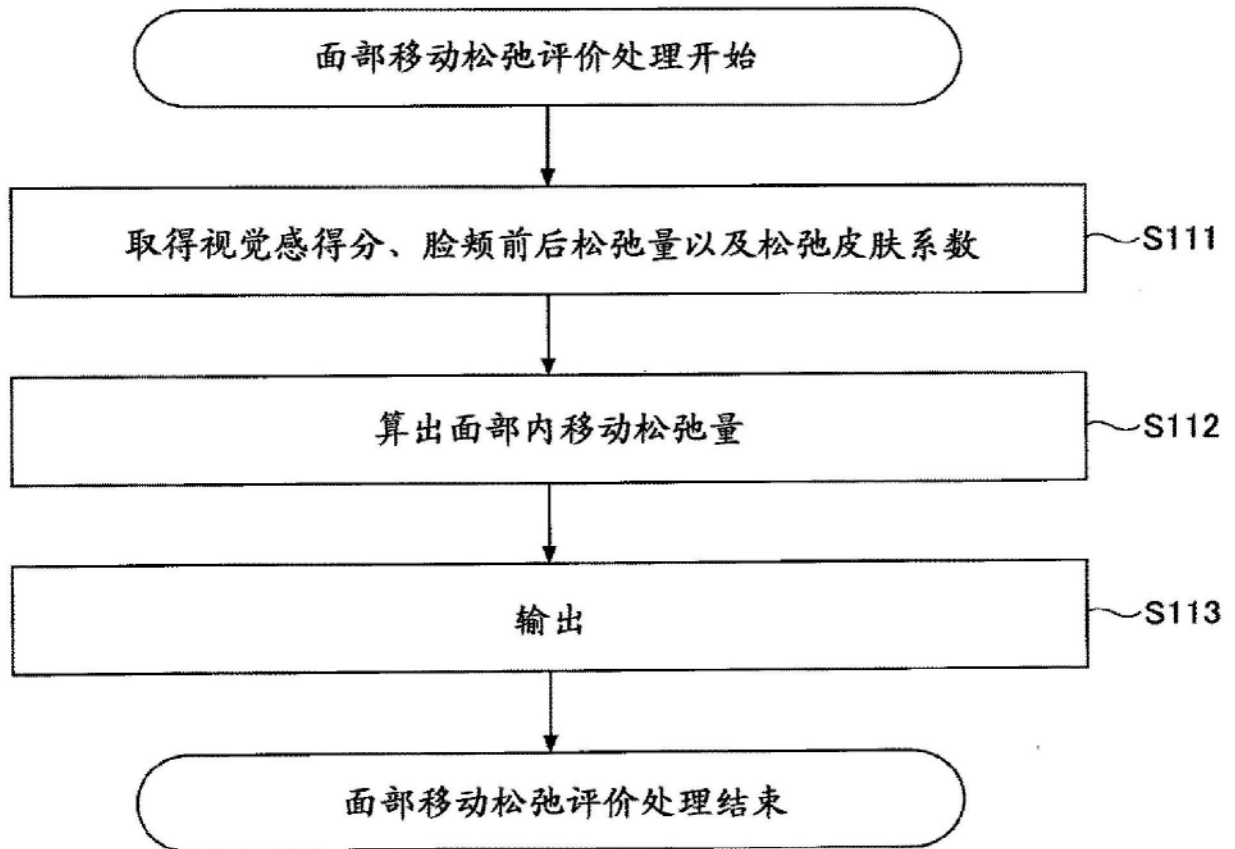 面部移动松弛评价处理开始
取得视觉感得分、脸颊前后松弛量以及松弛皮肤系数
S111
算出面部内移动松弛量
S112
输出
S113
面部移动松弛评价处理结束